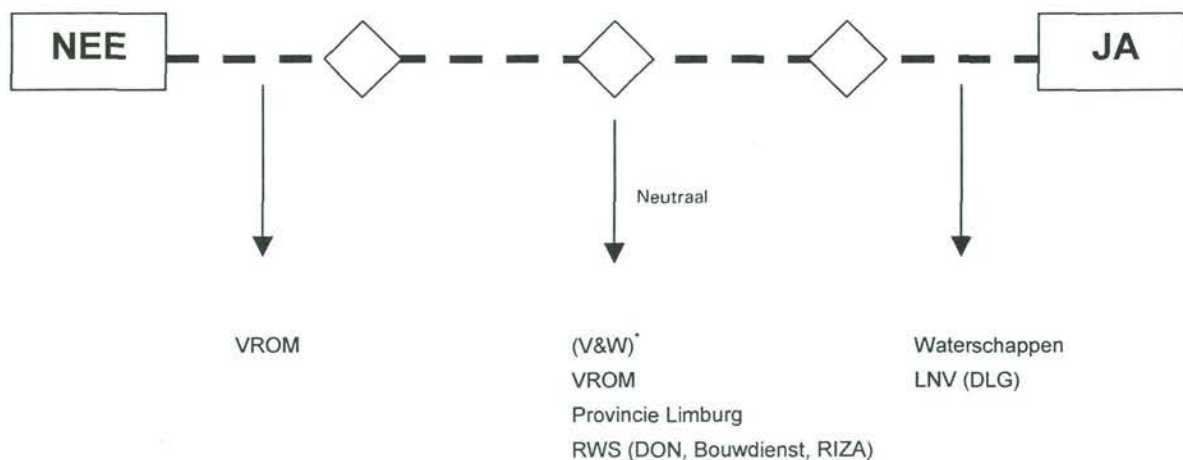 NEE
JA
Neutraal
VROM
(V&W)*
VROM
Provincie Limburg
RWS (DON, Bouwdienst, RIZA)
Waterschappen
LNV (DLG)